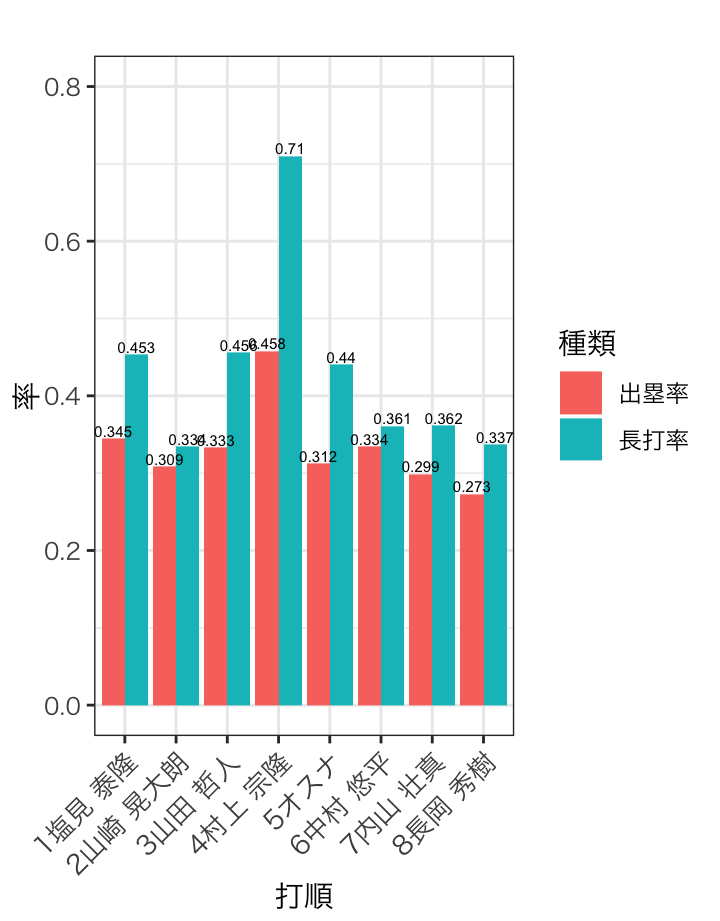 0.8
0.6
0.4
0.2
0.0
率
0.345
0.453
0.309
0.334
0.333
0.456
0.458
0.71
0.312
0.44
0.334
0.361
0.299
0.362
0.273
0.337
1塩見 泰隆
2山崎 晃大朗
3山田 哲人
4村上 宗隆
5オスナ
6中村 悠平
7内山 壮真
8長岡 秀樹
打順
種類
出塁率
長打率